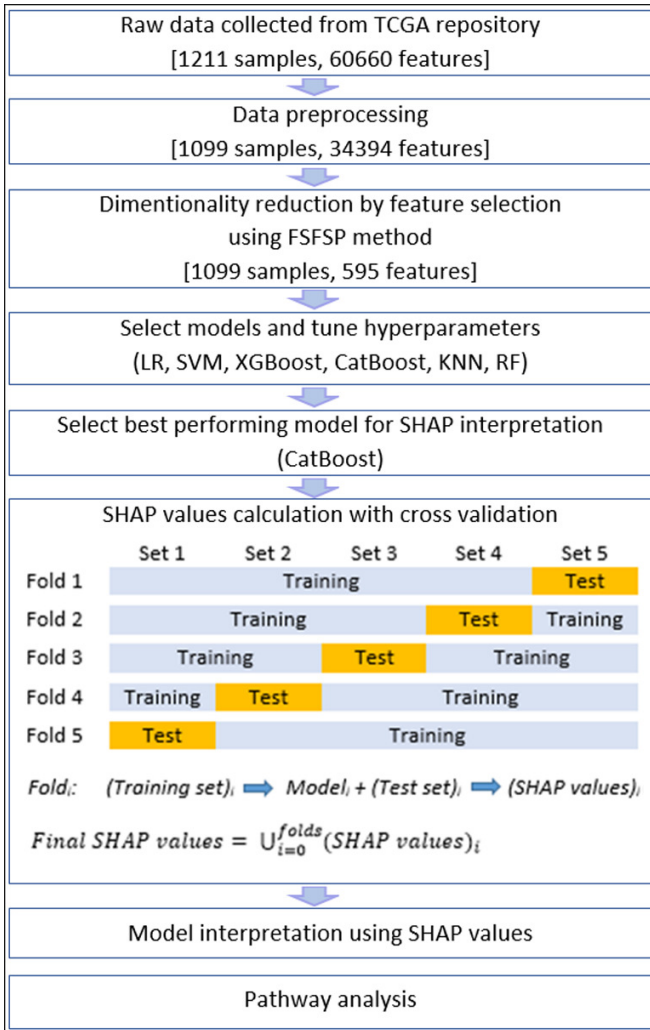 Raw data collected from TCGA repository
[1211 samples, 60660 features]
Data preprocessing
[1099 samples, 34394 features]
Dimentionality reduction by feature selection
using FSFSP method
[1099 samples, 595 features]
Select models and tune hyperparameters
(LR, SVM, XGBoost, CatBoost, KNN, RF)
Select best performing model for SHAP interpretation
(CatBoost)
SHAP values calculation with cross validation
Set 1 Set 2 Set 3 Set 4 Set 5
Fold 1 Training Test
Fold 2 Training Test Training
Fold 3 Training Test Training
Fold 4 Training Test Training
Fold 5 Test Training
Foldᵢ: (Training set)ᵢ ➡ Modelᵢ + (Test set)ᵢ ➡ (SHAP values)ᵢ
Final SHAP values = ⋃_{i=0}^{folds}(SHAP values)_i
Model interpretation using SHAP values
Pathway analysis